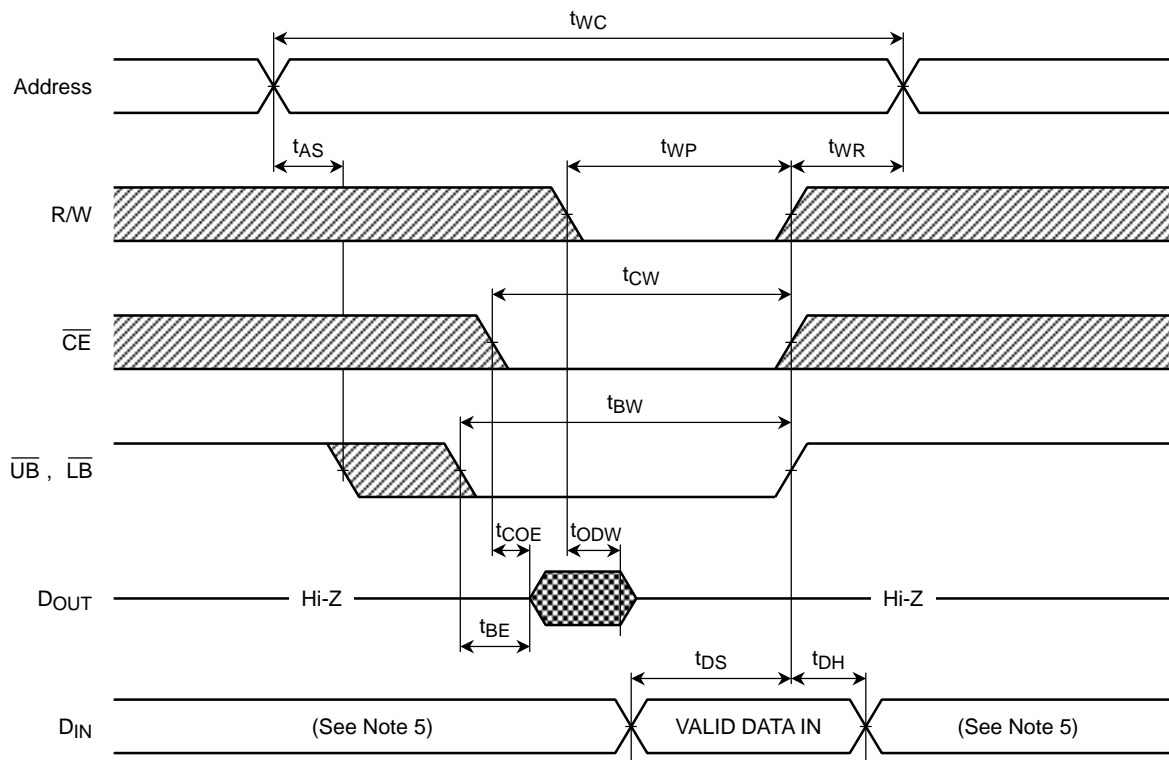 tWC
Address
tAS
tWP
tWR
R/W
tCW
CE
tBW
UB , LB
tCOE
tODW
DOUT
Hi-Z
Hi-Z
tBE
tDS
tDH
DIN
(See Note 5)
VALID DATA IN
(See Note 5)